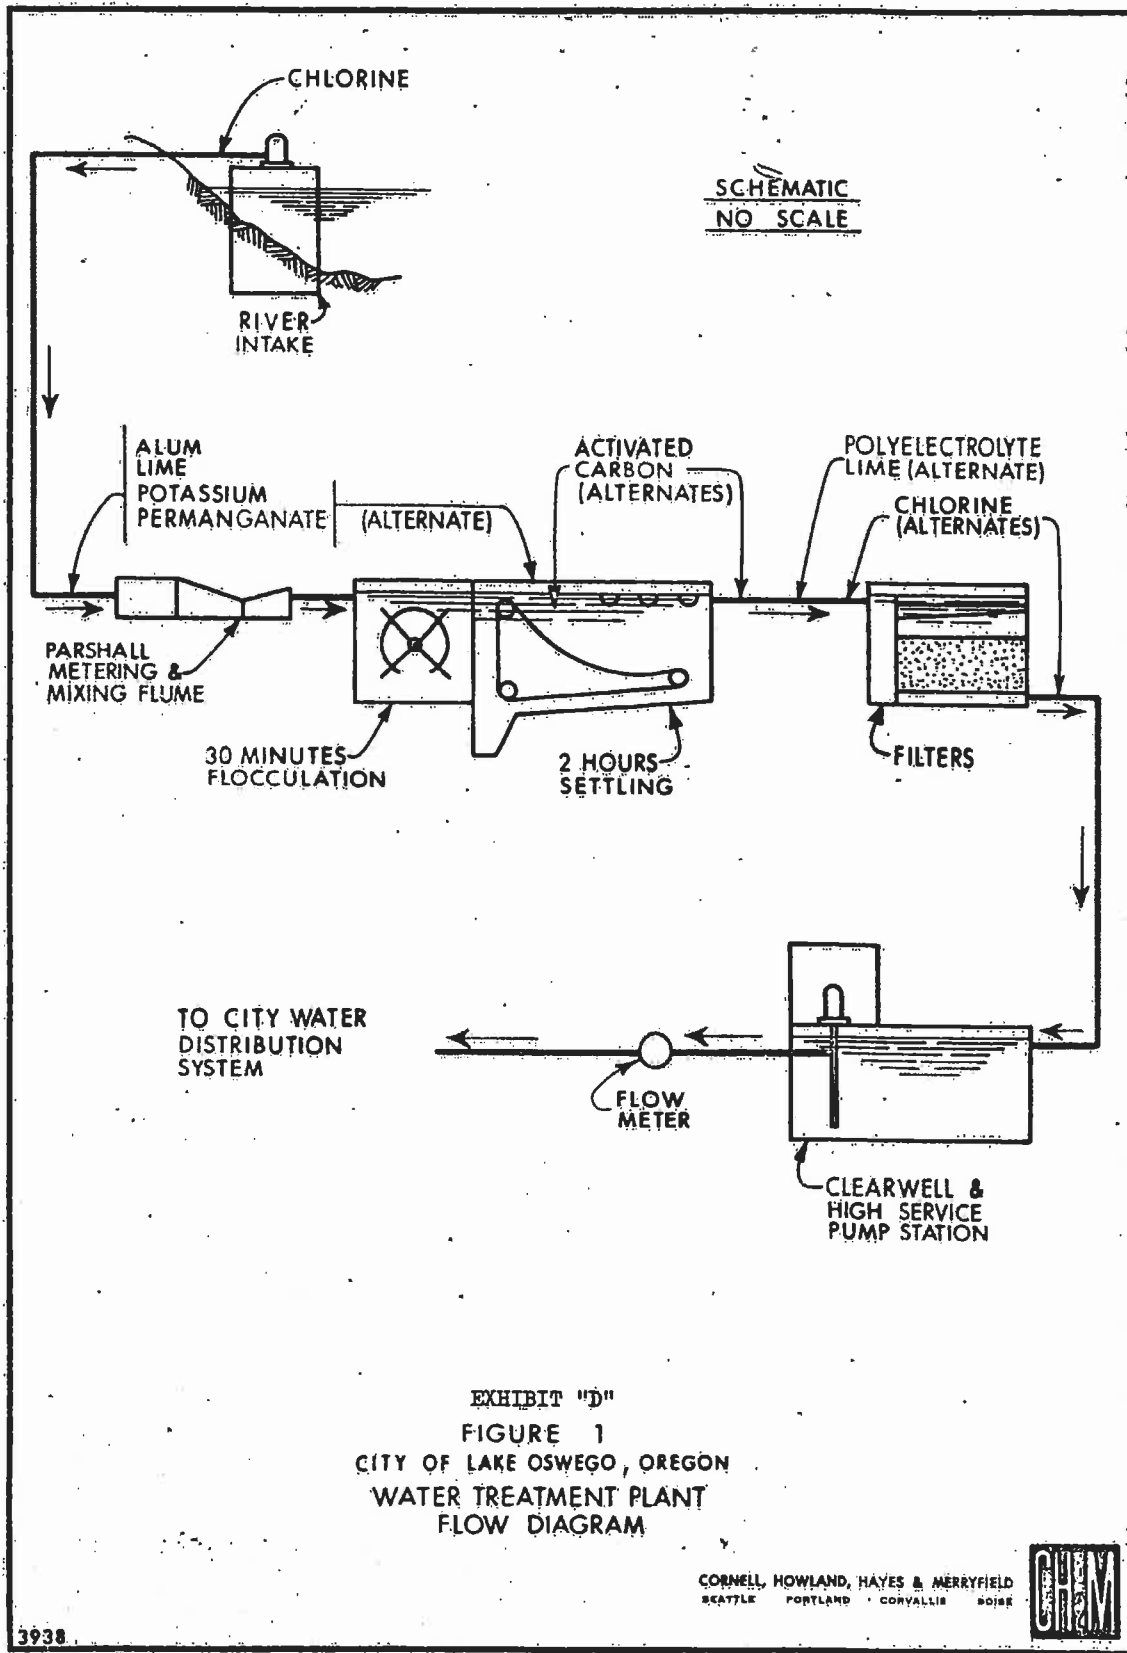 CHLORINE
SCHEMATIC
NO SCALE
RIVER
INTAKE
ALUM
LIME
POTASSIUM
PERMANGANATE
(ALTERNATE)
ACTIVATED
CARBON
(ALTERNATES)
POLYELECTROLYTE
LIME (ALTERNATE)
CHLORINE
(ALTERNATES)
PARSHALL
METERING &
MIXING FLUME
30 MINUTES
FLOCCULATION
2 HOURS
SETTLING
FILTERS
TO CITY WATER
DISTRIBUTION
SYSTEM
FLOW
METER
CLEARWELL &
HIGH SERVICE
PUMP STATION
EXHIBIT "D"
FIGURE 1
CITY OF LAKE OSWEGO, OREGON
WATER TREATMENT PLANT
FLOW DIAGRAM
CORNELL, HOWLAND, HAYES & MERRYFIELD
SEATTLE PORTLAND CORVALLIS BOISE
CH2M
3938